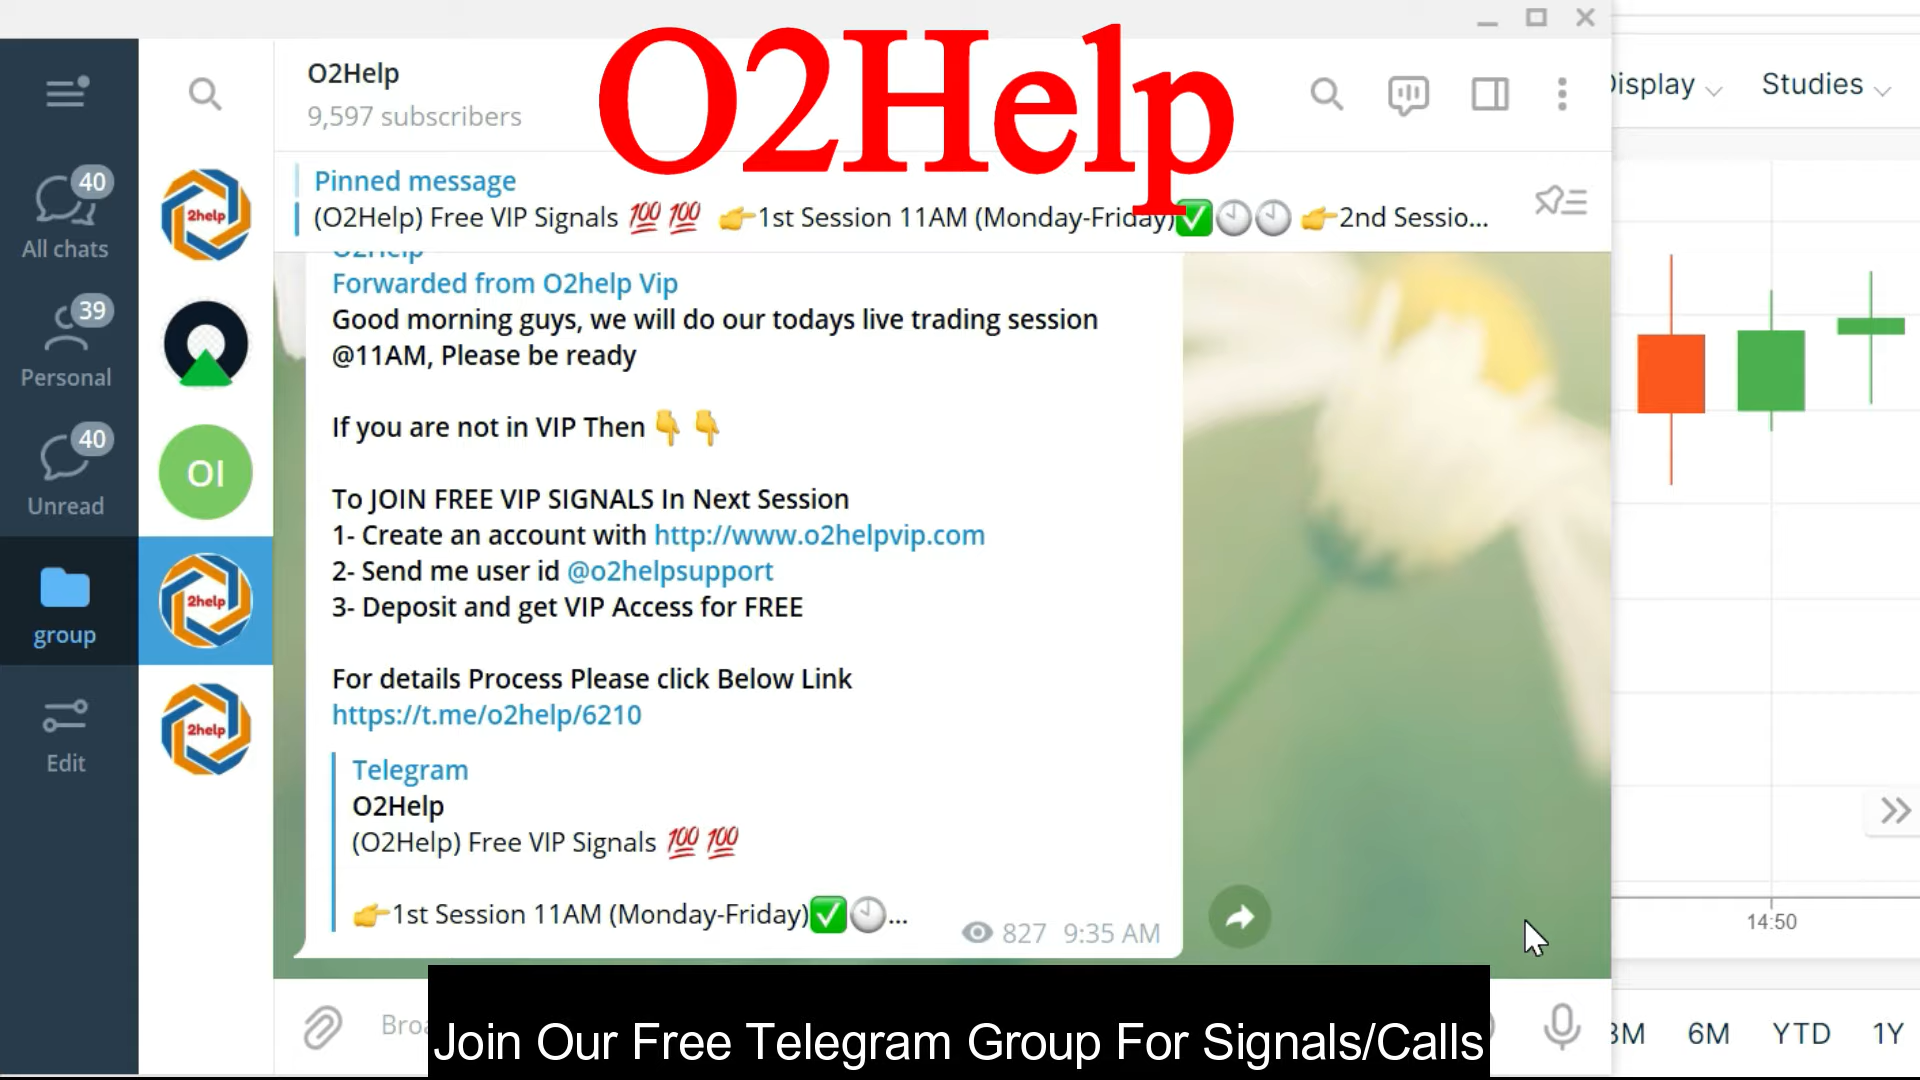 O2Help
O2Help
9,597 subscribers
Display
Studies
Pinned message
(O2Help) Free VIP Signals 💯 💯 👉1st Session 11AM (Monday-Friday)✅🕙🕙 👉2nd Sessio...
40
All chats
39
Personal
40
Unread
group
Edit
2help
OI
2help
2help
O2Help
Forwarded from O2help Vip
Good morning guys, we will do our todays live trading session
@11AM, Please be ready
If you are not in VIP Then 👇 👇
To JOIN FREE VIP SIGNALS In Next Session
1- Create an account with http://www.o2helpvip.com
2- Send me user id @o2helpsupport
3- Deposit and get VIP Access for FREE
For details Process Please click Below Link
https://t.me/o2help/6210
Telegram
O2Help
(O2Help) Free VIP Signals 💯 💯
👉1st Session 11AM (Monday-Friday)✅🕙...
827 9:35 AM
14:50
Join Our Free Telegram Group For Signals/Calls
3M 6M YTD 1Y